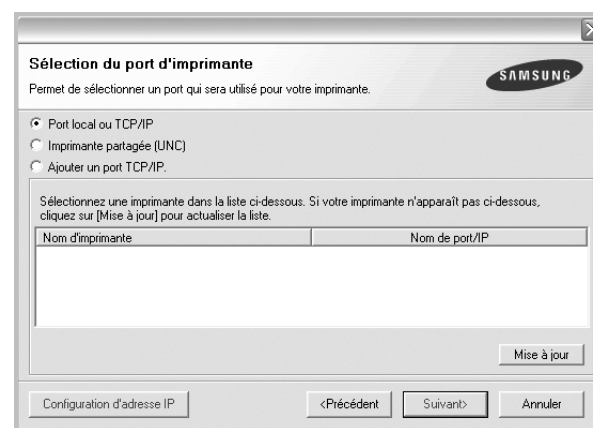 Sélection du port d'imprimante
Permet de sélectionner un port qui sera utilisé pour votre imprimante.
SAMSUNG
Port local ou TCP/IP
Imprimante partagée (UNC)
Ajouter un port TCP/IP.
Sélectionnez une imprimante dans la liste ci-dessous. Si votre imprimante n'apparaît pas ci-dessous,
cliquez sur [Mise à jour] pour actualiser la liste.
Nom d'imprimante Nom de port/IP
Mise à jour
Configuration d'adresse IP <Précédent Suivant> Annuler